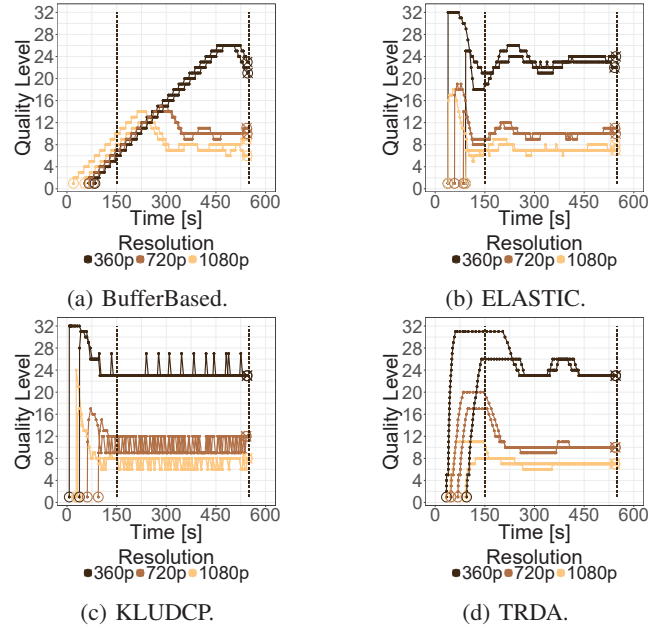 32
28
24
20
16
12
8
4
0
Quality Level
0 150 300 450 600
Time [s]
Resolution
360p 720p 1080p
(a) BufferBased.
32
28
24
20
16
12
8
4
0
Quality Level
0 150 300 450 600
Time [s]
Resolution
360p 720p 1080p
(b) ELASTIC.
32
28
24
20
16
12
8
4
0
Quality Level
0 150 300 450 600
Time [s]
Resolution
360p 720p 1080p
(c) KLUDCP.
32
28
24
20
16
12
8
4
0
Quality Level
0 150 300 450 600
Time [s]
Resolution
360p 720p 1080p
(d) TRDA.